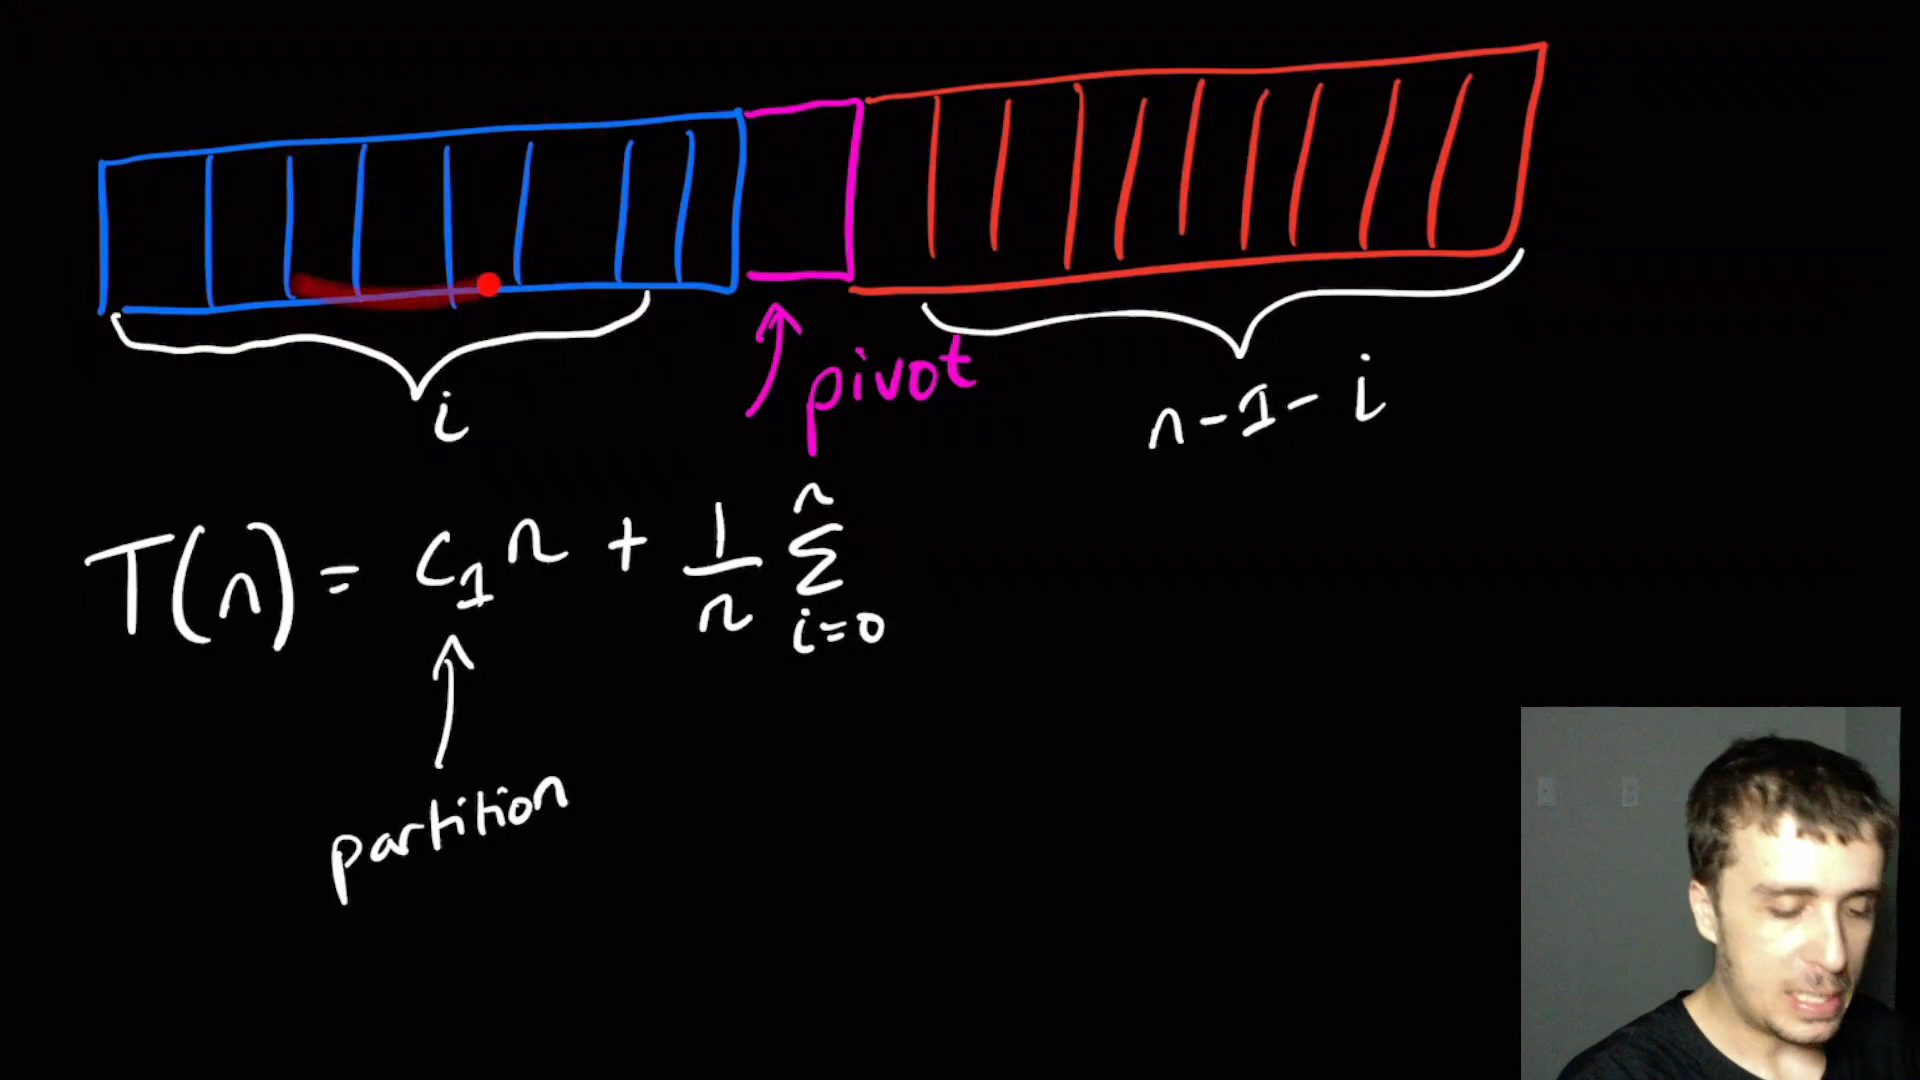 pivot
i
n-1-i
T(n) = c₁n + 1/n Σ_{i=0}^{n}
partition